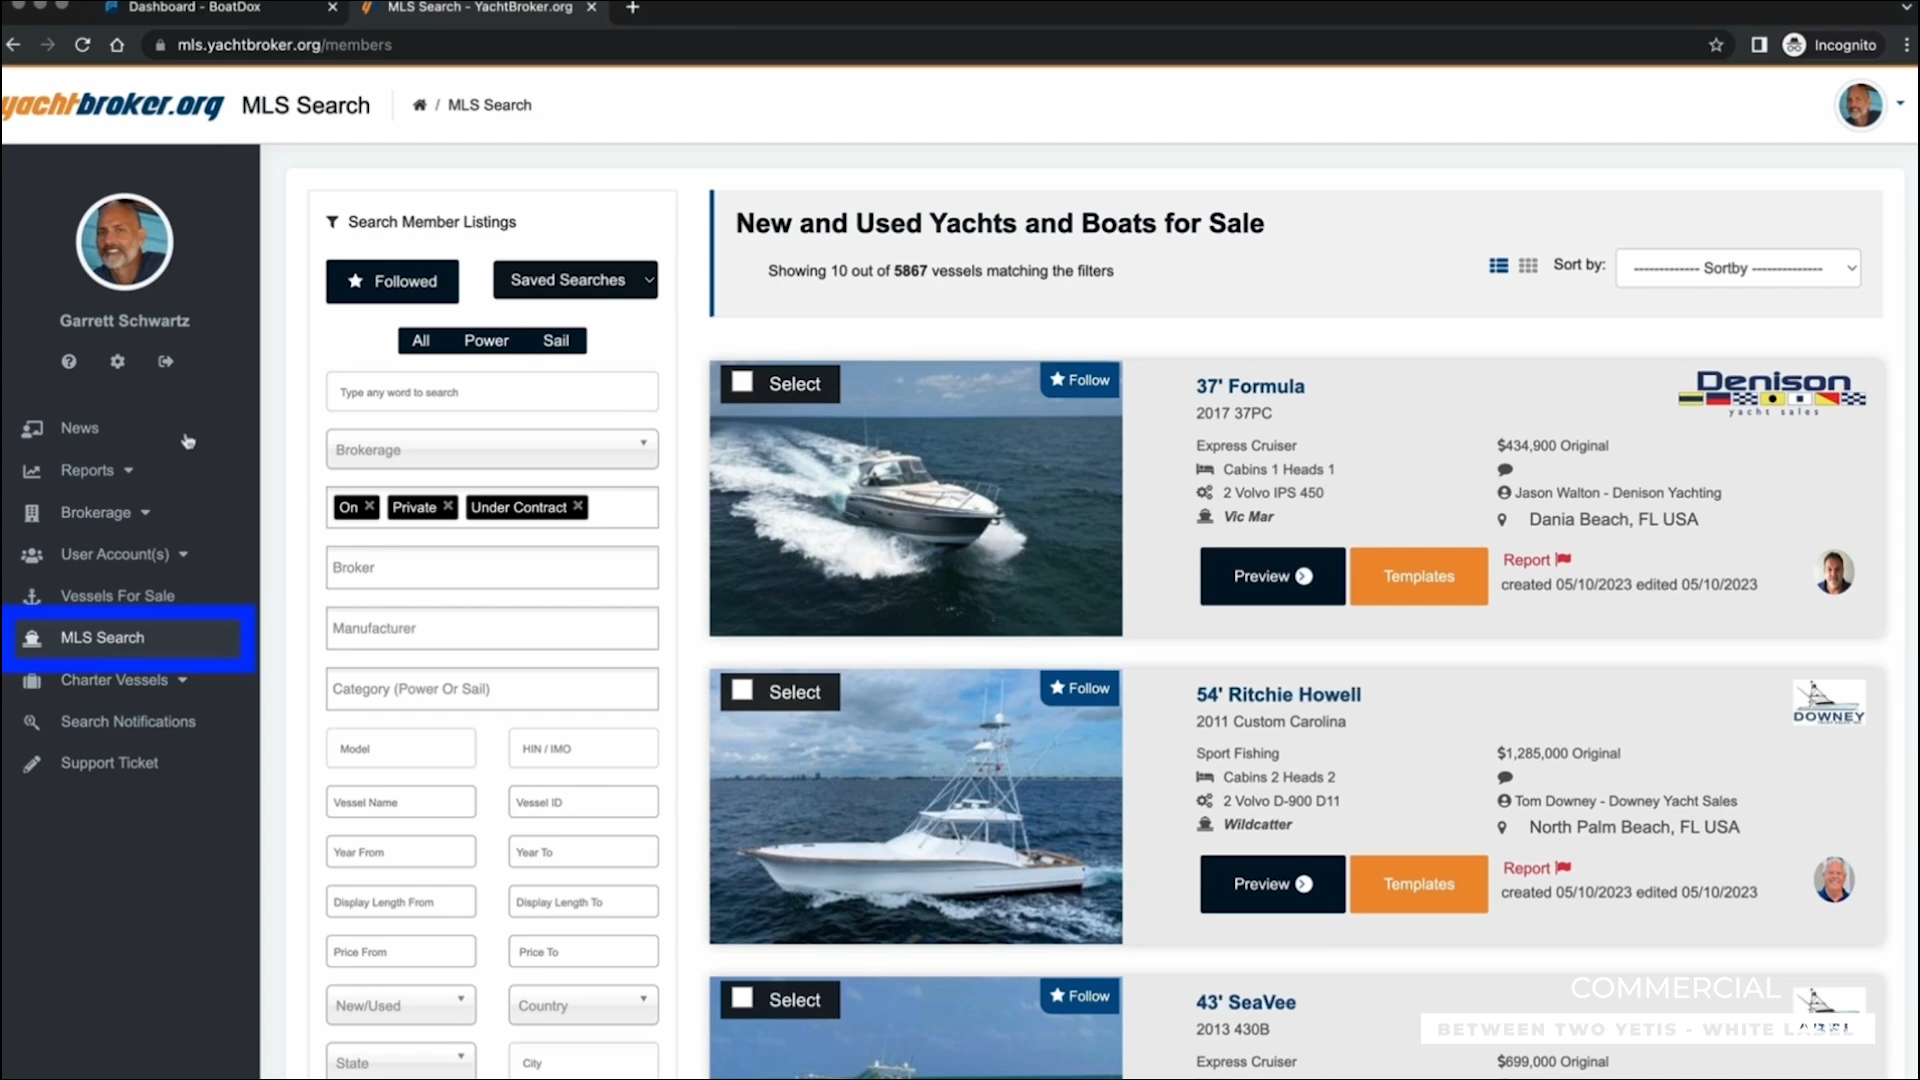 Dashboard - BoatDox
MLS Search - YachtBroker.org
mls.yachtbroker.org/members
Incognito
yachtbroker.org
MLS Search
/ MLS Search
Garrett Schwartz
News
Reports
Brokerage
User Account(s)
Vessels For Sale
MLS Search
Charter Vessels
Search Notifications
Support Ticket
Search Member Listings
Followed
Saved Searches
All Power Sail
Type any word to search
Brokerage
On × Private × Under Contract ×
Broker
Manufacturer
Category (Power Or Sail)
Model
HIN / IMO
Vessel Name
Vessel ID
Year From
Year To
Display Length From
Display Length To
Price From
Price To
New/Used
Country
State
City
New and Used Yachts and Boats for Sale
Showing 10 out of 5867 vessels matching the filters
Sort by:
------------- Sortby --------------
Select
Follow
37' Formula
2017 37PC
Express Cruiser
Cabins 1 Heads 1
2 Volvo IPS 450
Vic Mar
Denison
yacht sales
$434,900 Original
Jason Walton - Denison Yachting
Dania Beach, FL USA
Preview
Templates
Report
created 05/10/2023 edited 05/10/2023
Select
Follow
54' Ritchie Howell
2011 Custom Carolina
Sport Fishing
Cabins 2 Heads 2
2 Volvo D-900 D11
Wildcatter
DOWNEY
$1,285,000 Original
Tom Downey - Downey Yacht Sales
North Palm Beach, FL USA
Preview
Templates
Report
created 05/10/2023 edited 05/10/2023
Select
Follow
43' SeaVee
2013 430B
Express Cruiser
$699,000 Original
COMMERCIAL
BETWEEN TWO YETIS - WHITE LABEL